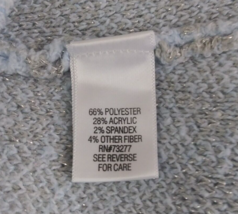 66% POLYESTER
28% ACRYLIC
2% SPANDEX
4% OTHER FIBER
RN#73277
SEE REVERSE
FOR CARE